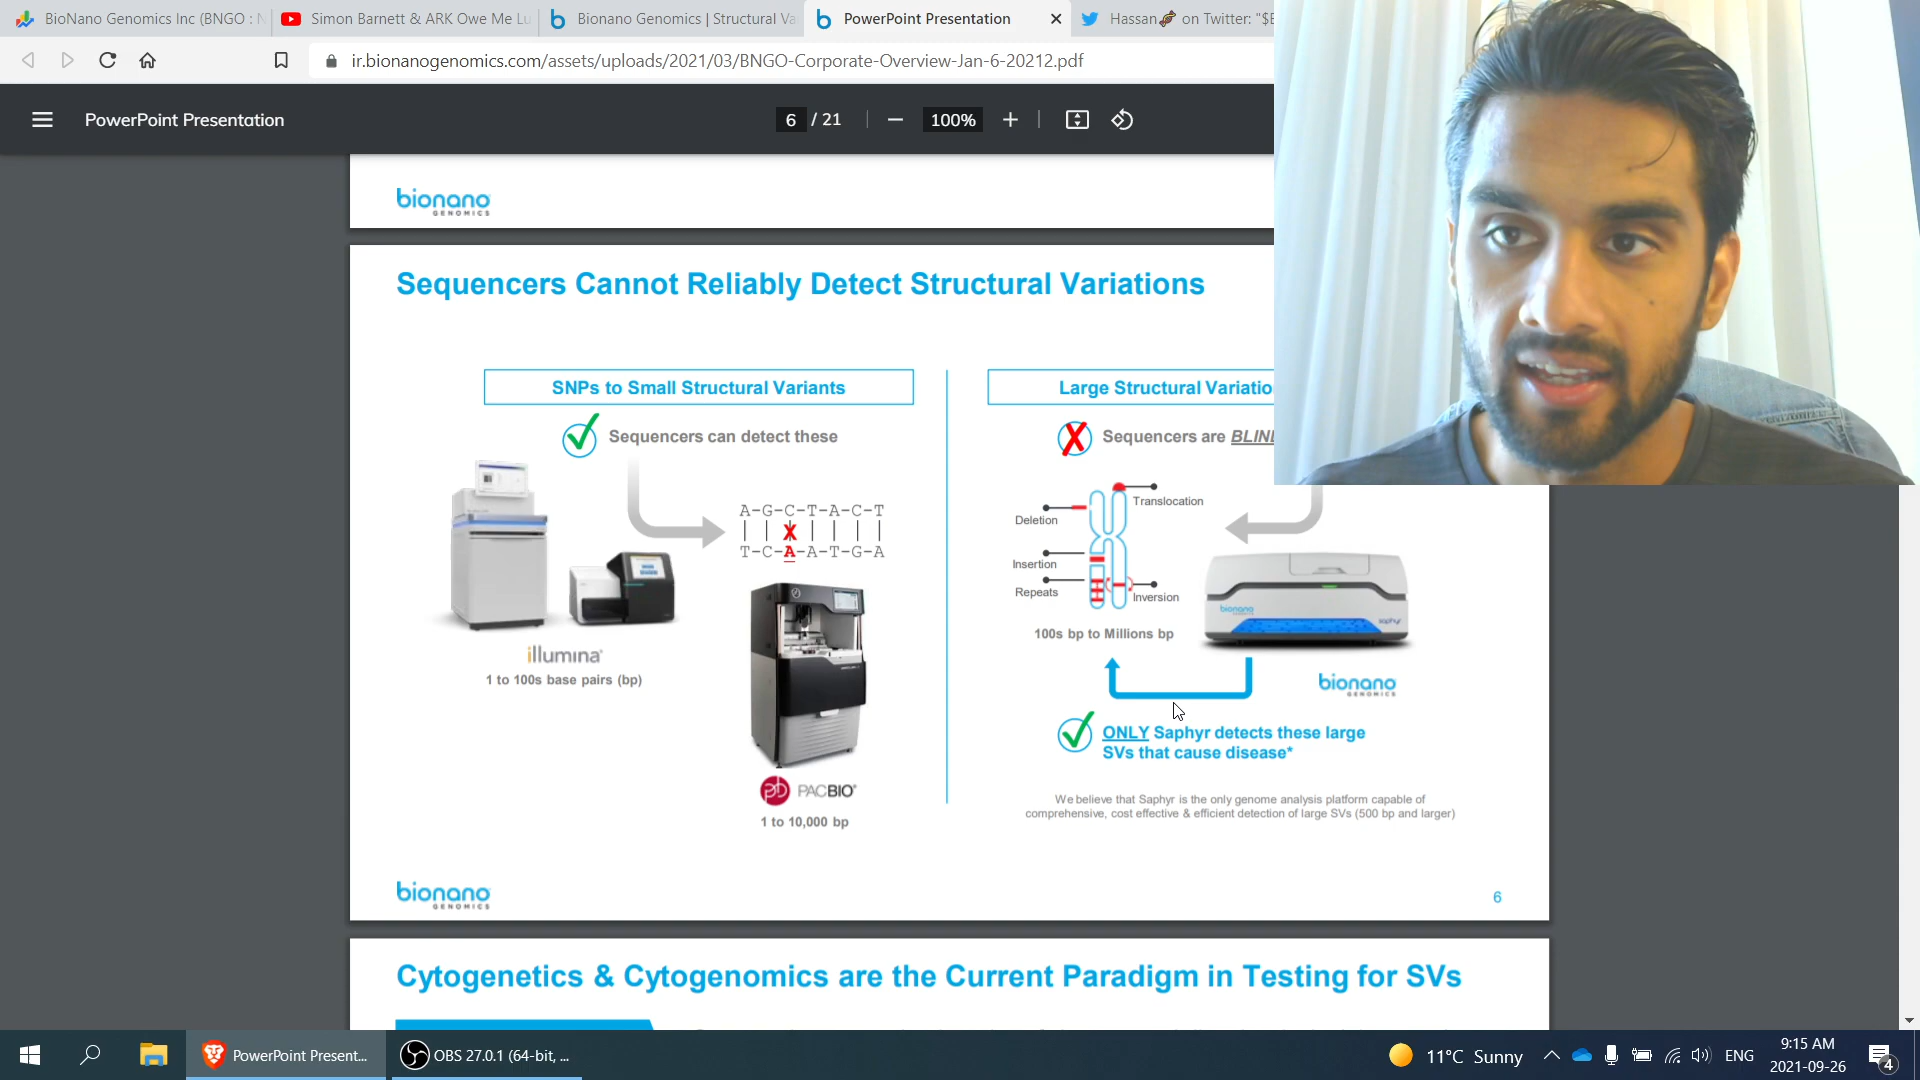 BioNano Genomics Inc (BNGO :
Simon Barnett & ARK Owe Me Lu
Bionano Genomics | Structural Va
PowerPoint Presentation
Hassan on Twitter: "$E
ir.bionanogenomics.com/assets/uploads/2021/03/BNGO-Corporate-Overview-Jan-6-20212.pdf
PowerPoint Presentation
6 / 21
100%
bionano
GENOMICS
Sequencers Cannot Reliably Detect Structural Variations
SNPs to Small Structural Variants
Sequencers can detect these
A-G-C-T-A-C-T
X
T-C-A-A-T-G-A
illumina®
1 to 100s base pairs (bp)
PACBIO®
1 to 10,000 bp
Large Structural Variatio
X Sequencers are BLIN
Translocation
Deletion
Insertion
Repeats
Inversion
100s bp to Millions bp
bionano
saphyr
bionano
GENOMICS
ONLY Saphyr detects these large
SVs that cause disease*
We believe that Saphyr is the only genome analysis platform capable of
comprehensive, cost effective & efficient detection of large SVs (500 bp and larger)
bionano
GENOMICS
6
Cytogenetics & Cytogenomics are the Current Paradigm in Testing for SVs
PowerPoint Present...
OBS 27.0.1 (64-bit, ...
11°C Sunny
ENG
9:15 AM
2021-09-26
4